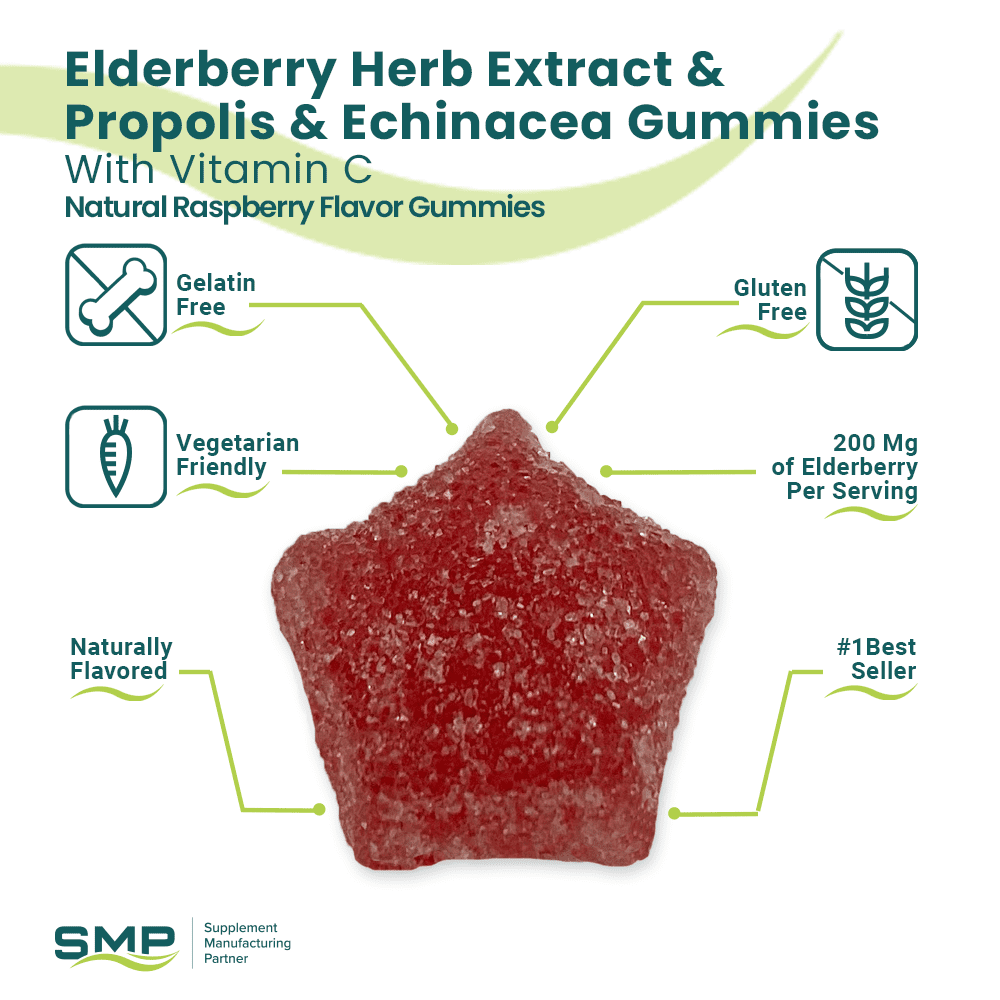 Elderberry Herb Extract &
Propolis & Echinacea Gummies
With Vitamin C
Natural Raspberry Flavor Gummies
Gelatin
Free
Gluten
Free
Vegetarian
Friendly
200 Mg
of Elderberry
Per Serving
Naturally
Flavored
#1Best
Seller
SMP
Supplement
Manufacturing
Partner